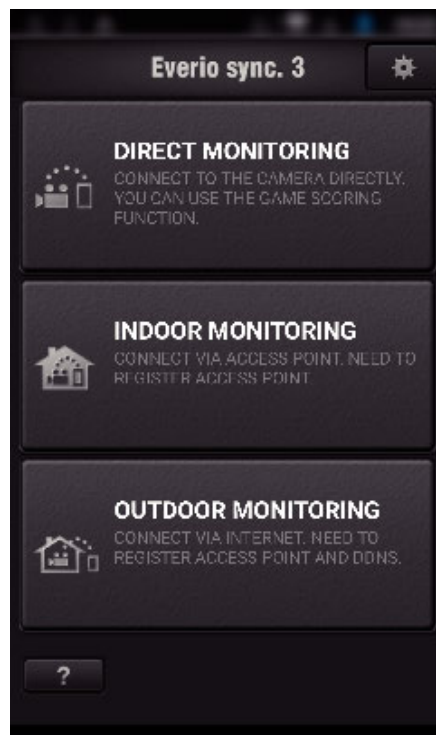 Everio sync. 3
DIRECT MONITORING
CONNECT TO THE CAMERA DIRECTLY.
YOU CAN USE THE GAME SCORING
FUNCTION.
INDOOR MONITORING
CONNECT VIA ACCESS POINT. NEED TO
REGISTER ACCESS POINT.
OUTDOOR MONITORING
CONNECT VIA INTERNET. NEED TO
REGISTER ACCESS POINT AND DDNS.
?